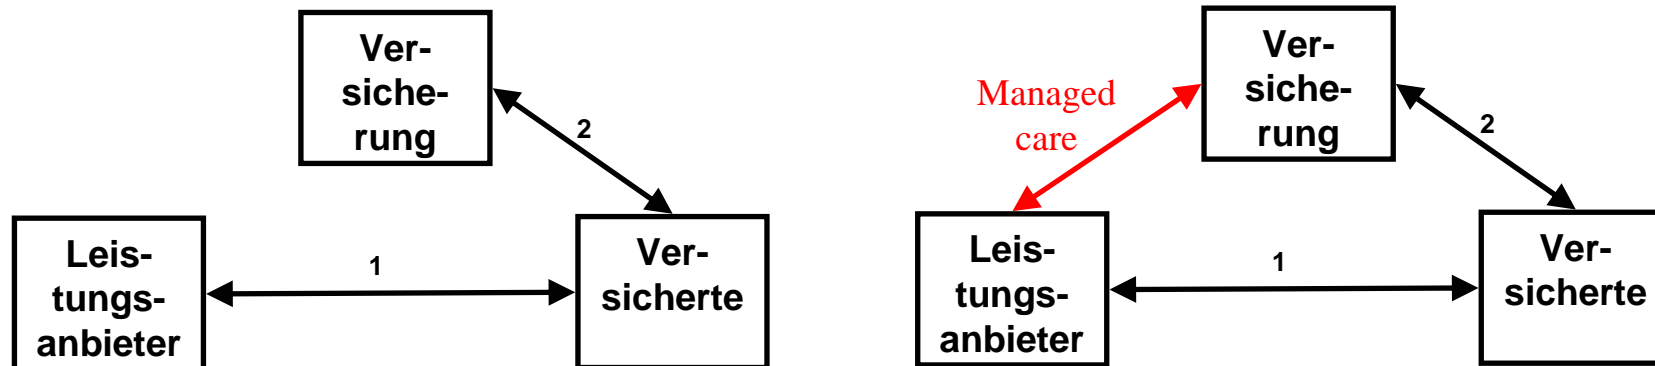 Ver-
siche-
rung
2
Leis-
tungs-
anbieter
1
Ver-
sicherte
Managed
care
Ver-
siche-
rung
2
Leis-
tungs-
anbieter
1
Ver-
sicherte